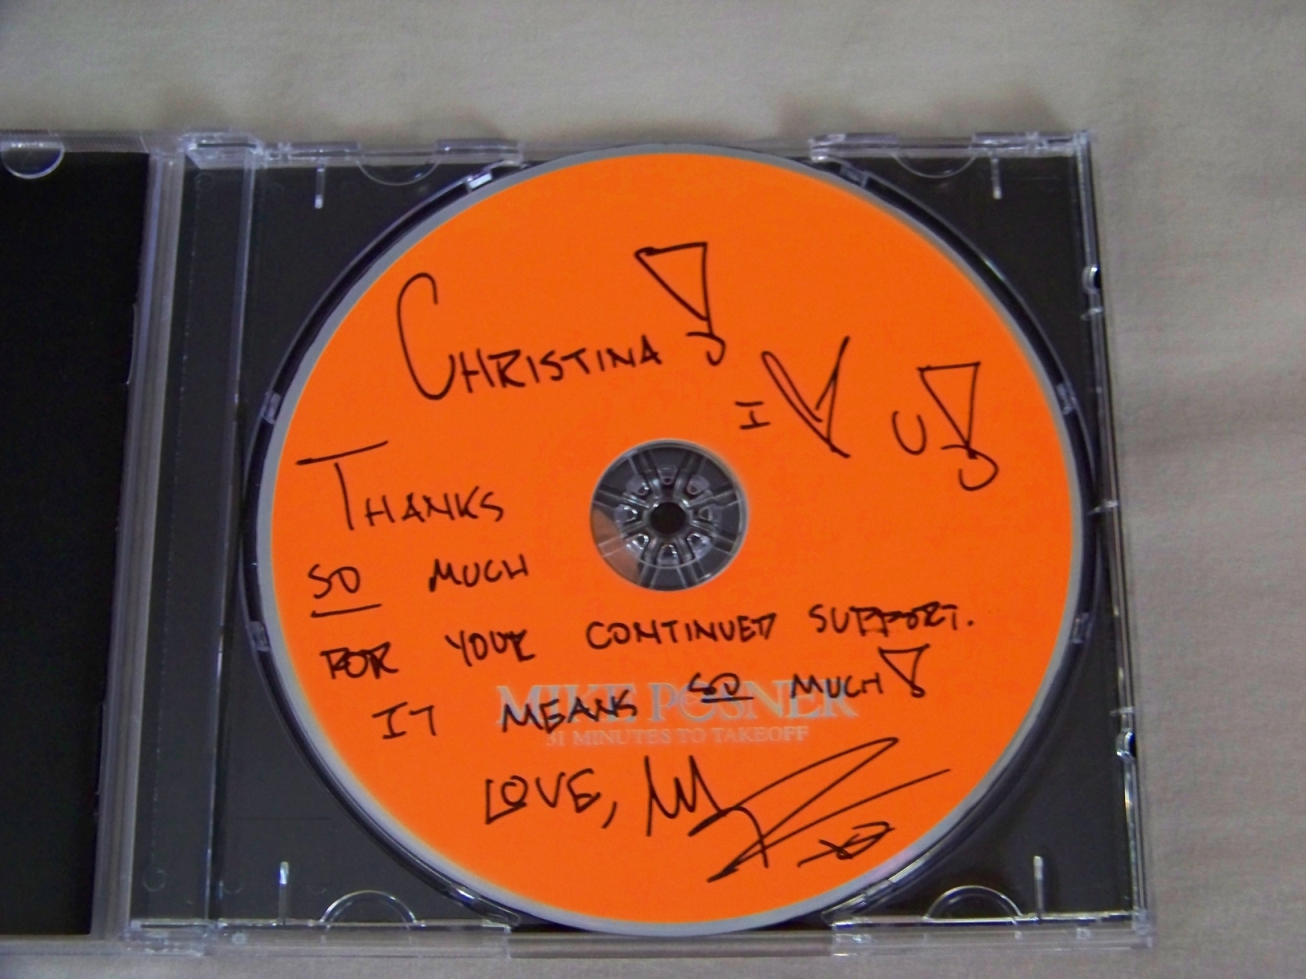 CHRISTINA!
I ♥ U!
THANKS
SO MUCH
FOR YOUR CONTINUED SUPPORT.
IT MEANS SO MUCH!
MIKE POSNER
31 MINUTES TO TAKEOFF
LOVE,
XO